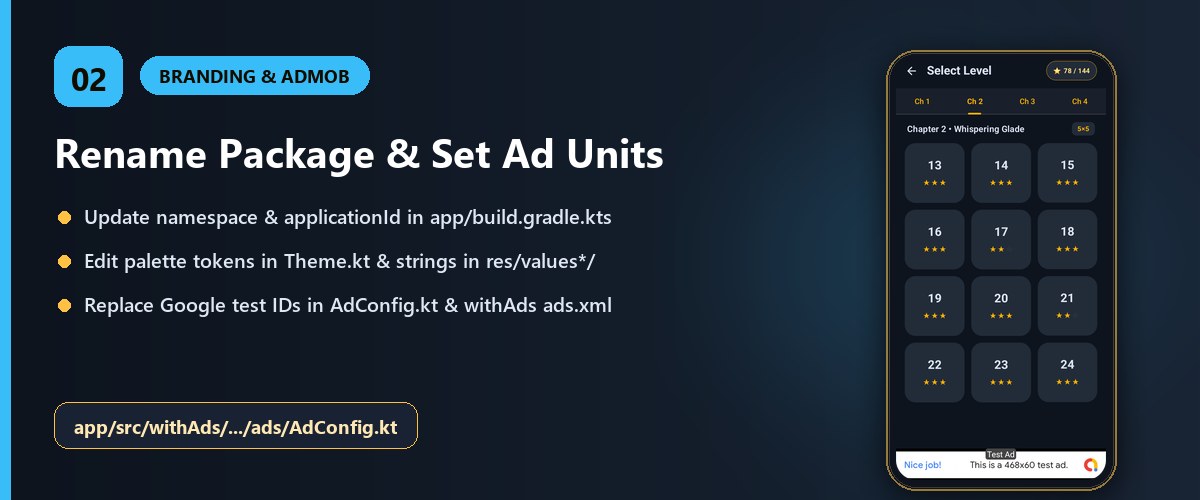 02
BRANDING & ADMOB
Rename Package & Set Ad Units
Update namespace & applicationId in app/build.gradle.kts
Edit palette tokens in Theme.kt & strings in res/values*/
Replace Google test IDs in AdConfig.kt & withAds ads.xml
app/src/withAds/.../ads/AdConfig.kt
← Select Level ★ 78 / 144
Ch 1 Ch 2 Ch 3 Ch 4
Chapter 2 • Whispering Glade 5×5
13 14 15
★★★ ★★★ ★★★
16 17 18
★★★ ★★ ★★★
19 20 21
★★★ ★★★ ★★
22 23 24
★★★ ★★★ ★★★
Test Ad
Nice job! This is a 468x60 test ad.